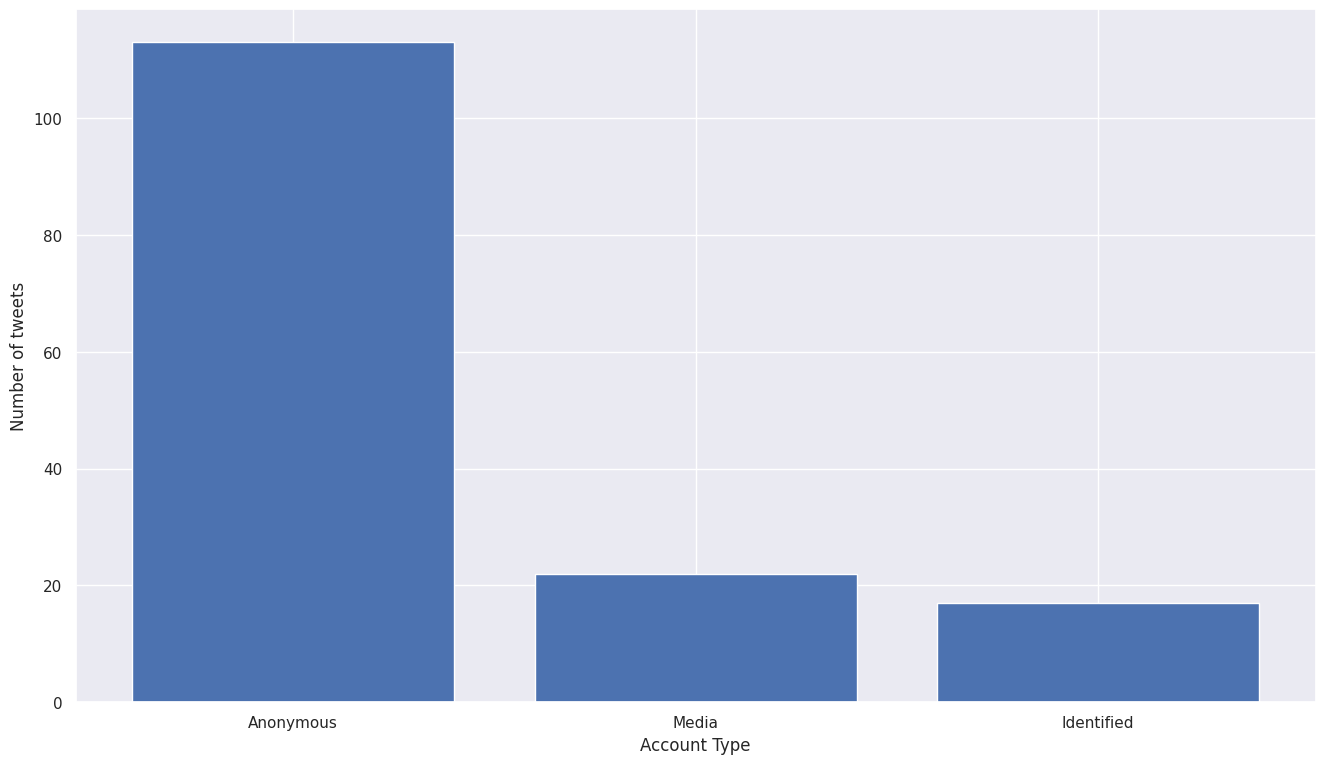 Number of tweets
100
80
60
40
20
0
Anonymous
Media
Identified
Account Type